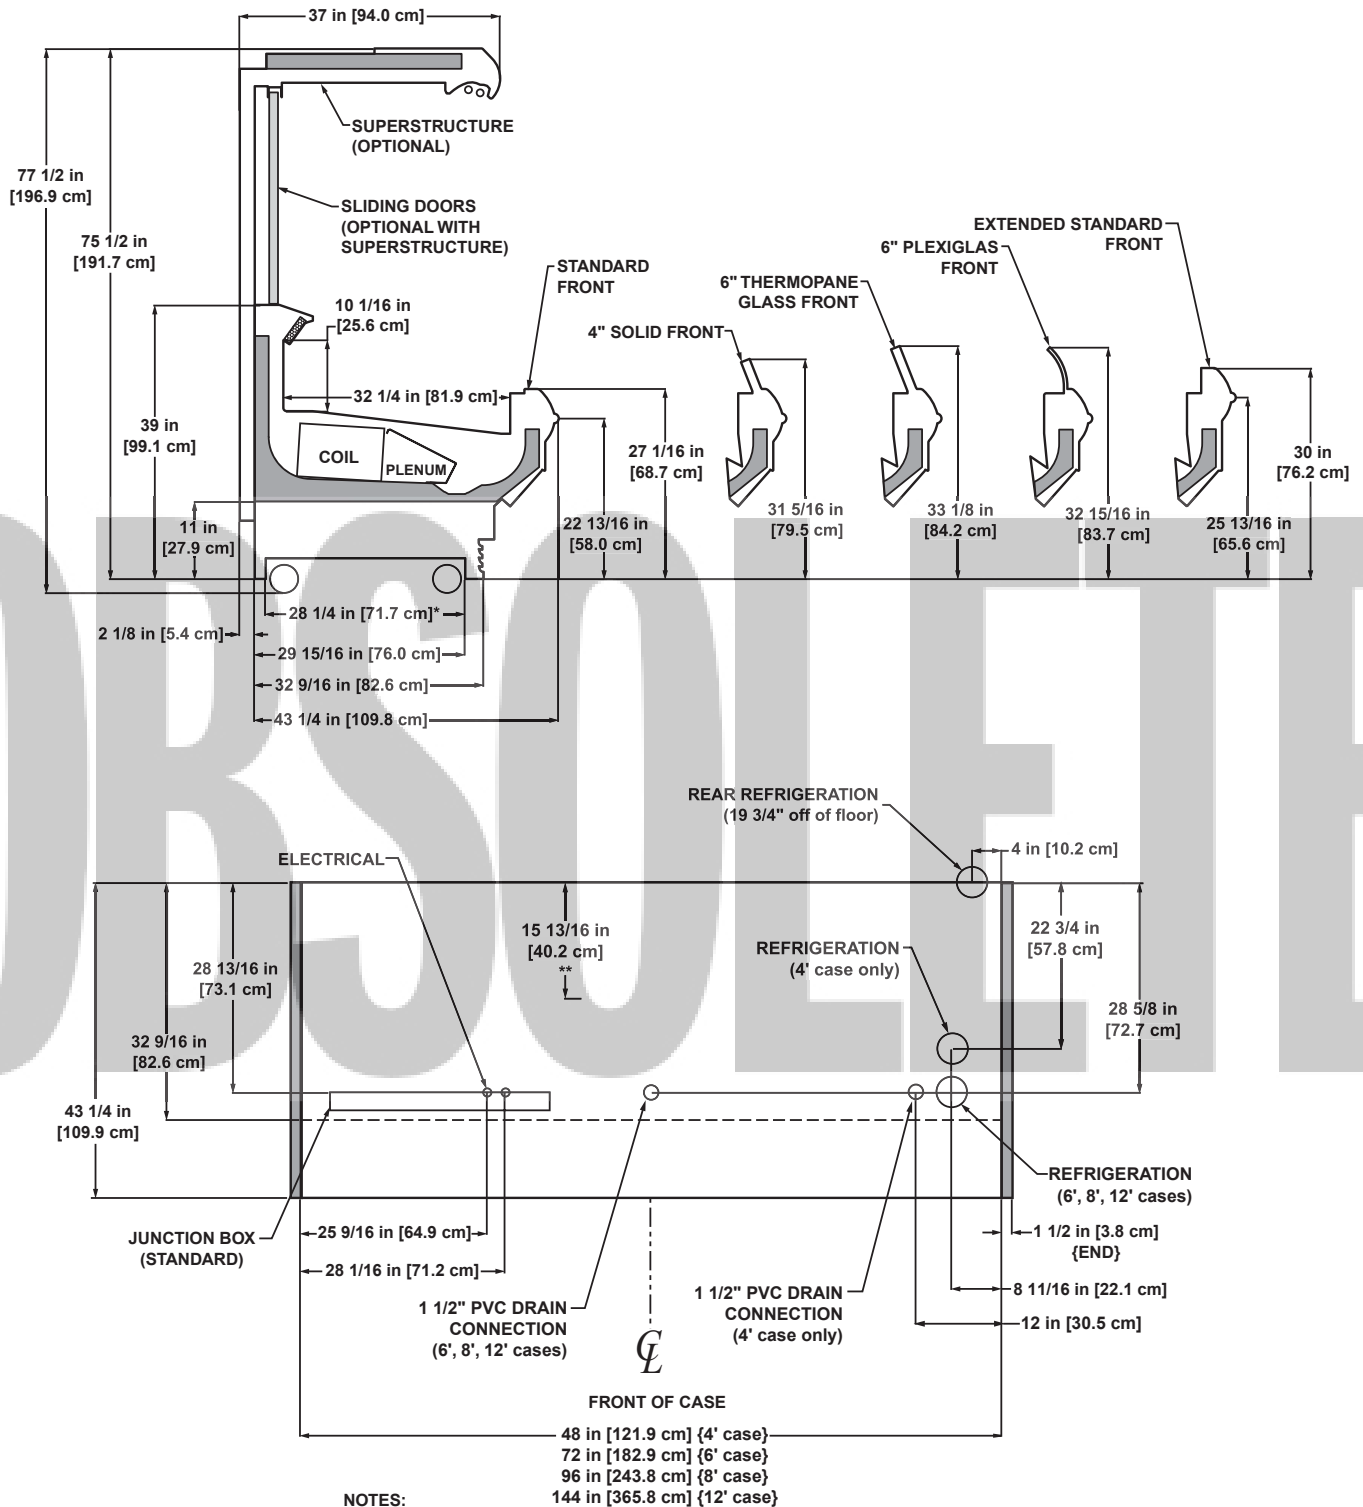 37 in [94.0 cm]
SUPERSTRUCTURE
(OPTIONAL)
77 1/2 in
[196.9 cm]
SLIDING DOORS
(OPTIONAL WITH
SUPERSTRUCTURE)
75 1/2 in
[191.7 cm]
EXTENDED STANDARD
FRONT
6" PLEXIGLAS
FRONT
STANDARD
FRONT
6" THERMOPANE
GLASS FRONT
10 1/16 in
[25.6 cm]
4" SOLID FRONT
32 1/4 in [81.9 cm]
39 in
[99.1 cm]
COIL
PLENUM
27 1/16 in
[68.7 cm]
30 in
[76.2 cm]
11 in
[27.9 cm]
22 13/16 in
[58.0 cm]
31 5/16 in
[79.5 cm]
33 1/8 in
[84.2 cm]
32 15/16 in
[83.7 cm]
25 13/16 in
[65.6 cm]
OBSOLETE
28 1/4 in [71.7 cm]*
2 1/8 in [5.4 cm]
29 15/16 in [76.0 cm]
32 9/16 in [82.6 cm]
43 1/4 in [109.8 cm]
REAR REFRIGERATION
(19 3/4" off of floor)
4 in [10.2 cm]
ELECTRICAL
15 13/16 in
[40.2 cm]
**
22 3/4 in
[57.8 cm]
REFRIGERATION
(4' case only)
28 13/16 in
[73.1 cm]
28 5/8 in
[72.7 cm]
32 9/16 in
[82.6 cm]
43 1/4 in
[109.9 cm]
REFRIGERATION
(6', 8', 12' cases)
JUNCTION BOX
(STANDARD)
25 9/16 in [64.9 cm]
1 1/2 in [3.8 cm]
{END}
28 1/16 in [71.2 cm]
8 11/16 in [22.1 cm]
1 1/2" PVC DRAIN
CONNECTION
(6', 8', 12' cases)
1 1/2" PVC DRAIN
CONNECTION
(4' case only)
12 in [30.5 cm]
CL
FRONT OF CASE
48 in [121.9 cm] {4' case}
72 in [182.9 cm] {6' case}
96 in [243.8 cm] {8' case}
144 in [365.8 cm] {12' case}
NOTES: